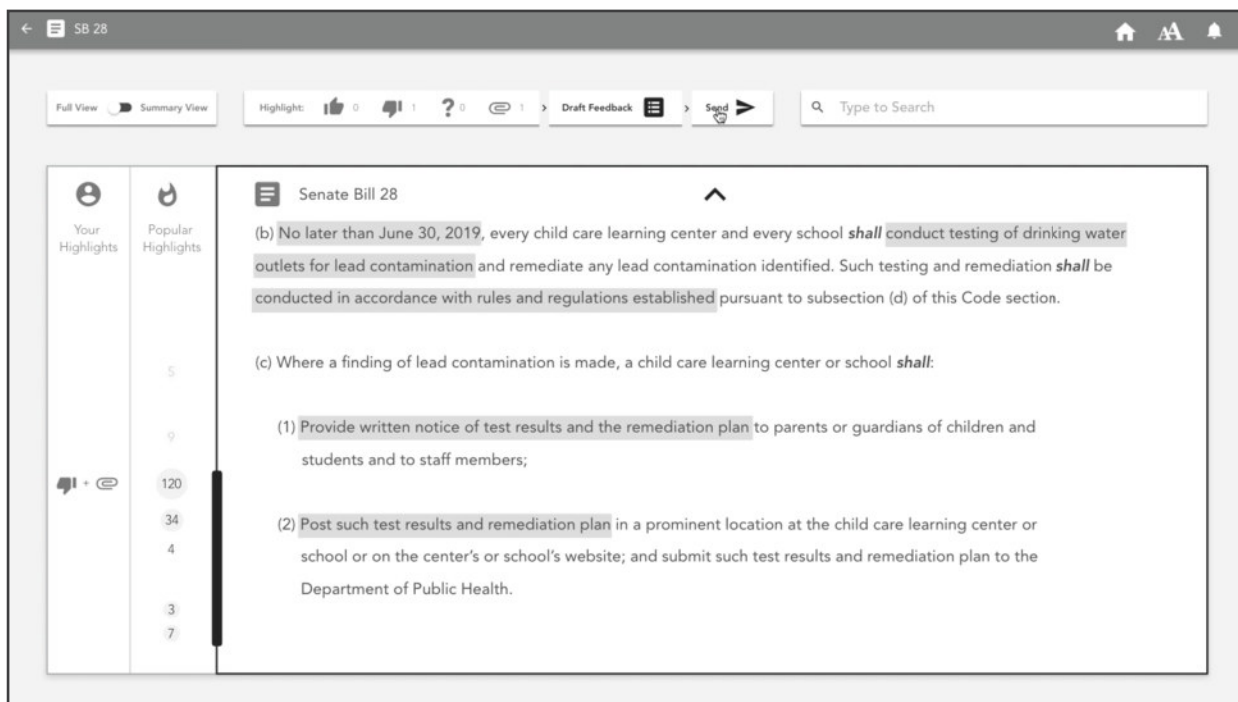 SB 28
AA
Full View Summary View
Highlight: 0 1 ? 0 1 › Draft Feedback › Send
Type to Search
Your
Highlights
Popular
Highlights
Senate Bill 28
(b) No later than June 30, 2019, every child care learning center and every school shall conduct testing of drinking water
outlets for lead contamination and remediate any lead contamination identified. Such testing and remediation shall be
conducted in accordance with rules and regulations established pursuant to subsection (d) of this Code section.
(c) Where a finding of lead contamination is made, a child care learning center or school shall:
5
(1) Provide written notice of test results and the remediation plan to parents or guardians of children and
9
students and to staff members;
+ 120
(2) Post such test results and remediation plan in a prominent location at the child care learning center or
34
school or on the center's or school's website; and submit such test results and remediation plan to the
4
Department of Public Health.
3
7